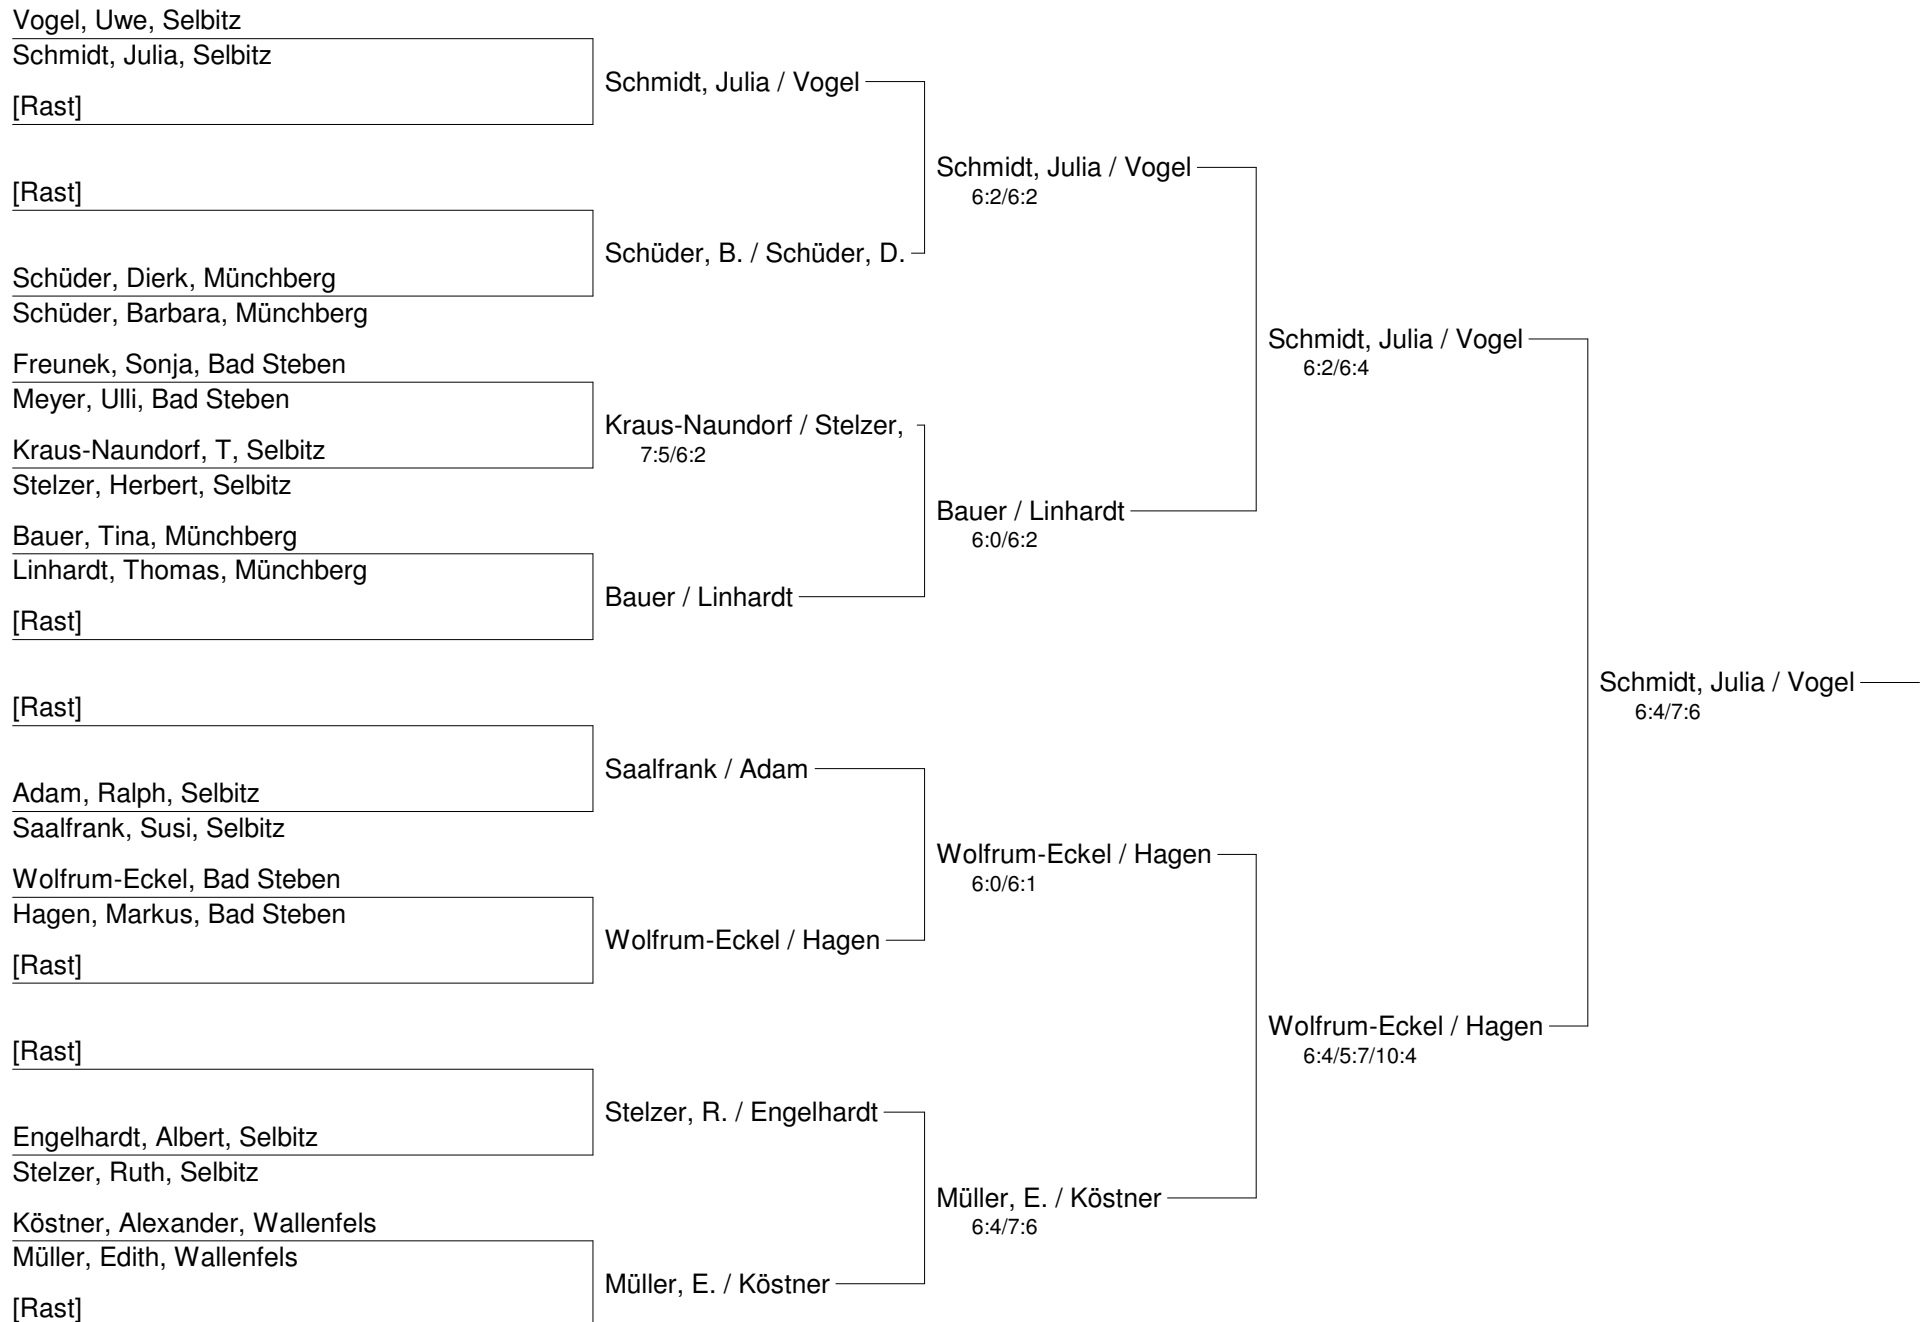 Vogel, Uwe, Selbitz
Schmidt, Julia, Selbitz
[Rast]
[Rast]
Schüder, Dierk, Münchberg
Schüder, Barbara, Münchberg
Freunek, Sonja, Bad Steben
Meyer, Ulli, Bad Steben
Kraus-Naundorf, T, Selbitz
Stelzer, Herbert, Selbitz
Bauer, Tina, Münchberg
Linhardt, Thomas, Münchberg
[Rast]
[Rast]
Adam, Ralph, Selbitz
Saalfrank, Susi, Selbitz
Wolfrum-Eckel, Bad Steben
Hagen, Markus, Bad Steben
[Rast]
[Rast]
Engelhardt, Albert, Selbitz
Stelzer, Ruth, Selbitz
Köstner, Alexander, Wallenfels
Müller, Edith, Wallenfels
[Rast]
Schmidt, Julia / Vogel
Schüder, B. / Schüder, D.
Kraus-Naundorf / Stelzer,
7:5/6:2
Bauer / Linhardt
Saalfrank / Adam
Wolfrum-Eckel / Hagen
Stelzer, R. / Engelhardt
Müller, E. / Köstner
Schmidt, Julia / Vogel
6:2/6:2
Bauer / Linhardt
6:0/6:2
Wolfrum-Eckel / Hagen
6:0/6:1
Müller, E. / Köstner
6:4/7:6
Schmidt, Julia / Vogel
6:2/6:4
Wolfrum-Eckel / Hagen
6:4/5:7/10:4
Schmidt, Julia / Vogel
6:4/7:6